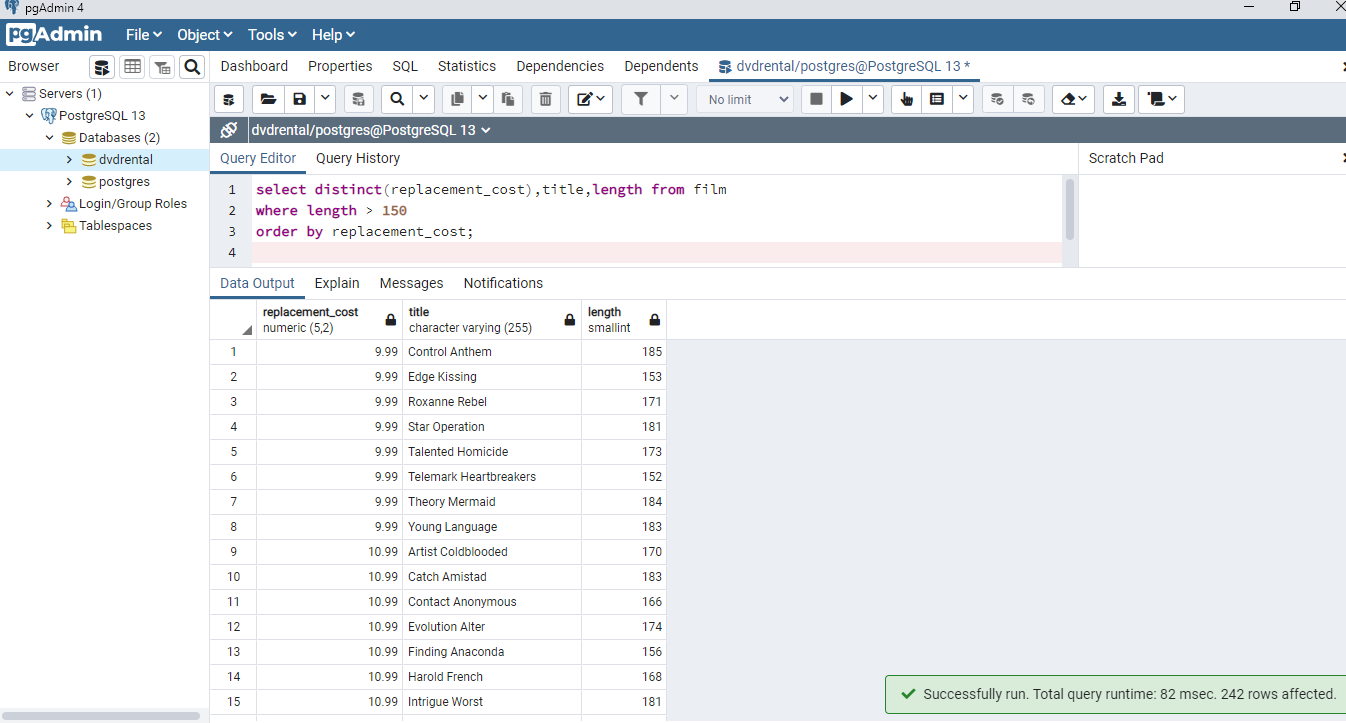 pgAdmin 4
pgAdmin File Object Tools Help
Browser Dashboard Properties SQL Statistics Dependencies Dependents dvdrental/postgres@PostgreSQL 13 *
Servers (1)
PostgreSQL 13
Databases (2)
dvdrental
postgres
Login/Group Roles
Tablespaces
No limit
dvdrental/postgres@PostgreSQL 13
Query Editor Query History Scratch Pad
1 select distinct(replacement_cost),title,length from film
2 where length > 150
3 order by replacement_cost;
4
Data Output Explain Messages Notifications
replacement_cost title length
numeric (5,2) character varying (255) smallint
1 9.99 Control Anthem 185
2 9.99 Edge Kissing 153
3 9.99 Roxanne Rebel 171
4 9.99 Star Operation 181
5 9.99 Talented Homicide 173
6 9.99 Telemark Heartbreakers 152
7 9.99 Theory Mermaid 184
8 9.99 Young Language 183
9 10.99 Artist Coldblooded 170
10 10.99 Catch Amistad 183
11 10.99 Contact Anonymous 166
12 10.99 Evolution Alter 174
13 10.99 Finding Anaconda 156
14 10.99 Harold French 168
15 10.99 Intrigue Worst 181
Successfully run. Total query runtime: 82 msec. 242 rows affected.